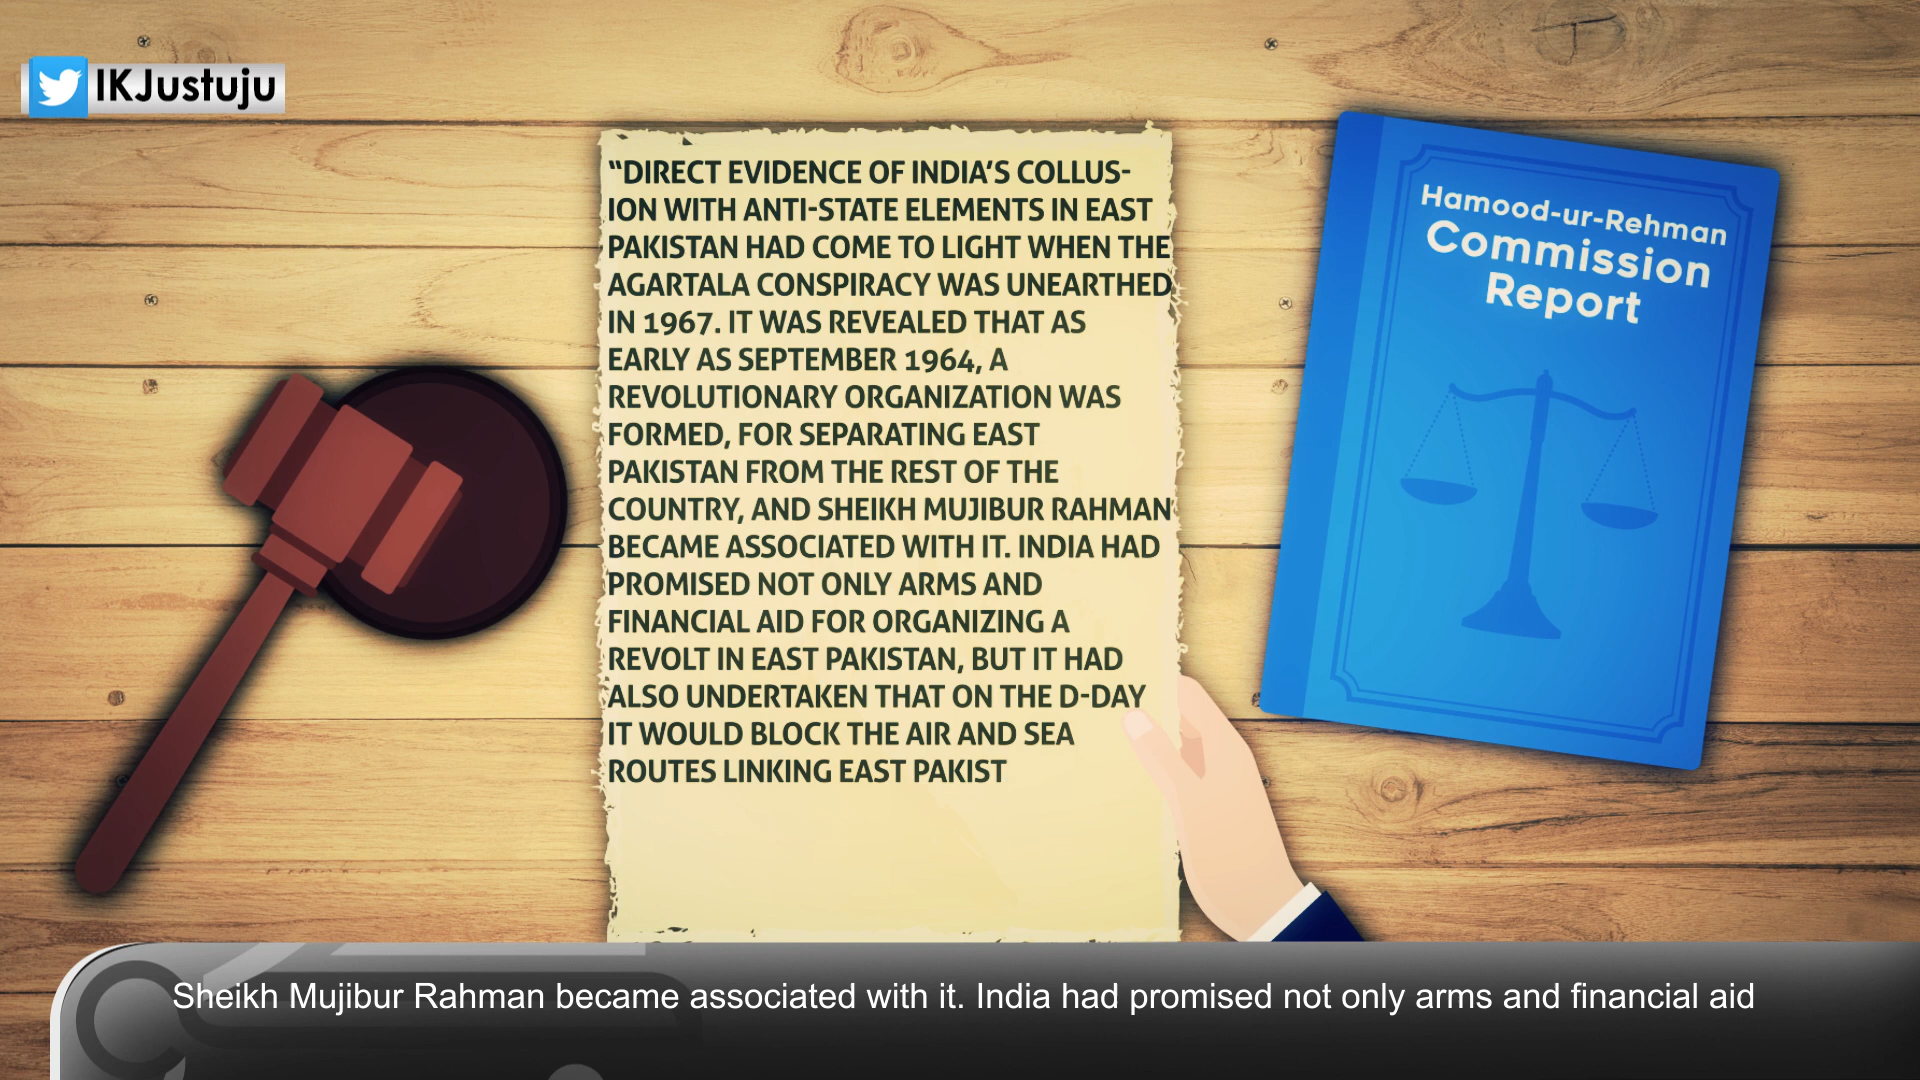 IKJustuju
“DIRECT EVIDENCE OF INDIA’S COLLUS-
ION WITH ANTI-STATE ELEMENTS IN EAST
PAKISTAN HAD COME TO LIGHT WHEN THE
AGARTALA CONSPIRACY WAS UNEARTHED
IN 1967. IT WAS REVEALED THAT AS
EARLY AS SEPTEMBER 1964, A
REVOLUTIONARY ORGANIZATION WAS
FORMED, FOR SEPARATING EAST
PAKISTAN FROM THE REST OF THE
COUNTRY, AND SHEIKH MUJIBUR RAHMAN
BECAME ASSOCIATED WITH IT. INDIA HAD
PROMISED NOT ONLY ARMS AND
FINANCIAL AID FOR ORGANIZING A
REVOLT IN EAST PAKISTAN, BUT IT HAD
ALSO UNDERTAKEN THAT ON THE D-DAY
IT WOULD BLOCK THE AIR AND SEA
ROUTES LINKING EAST PAKIST
Hamood-ur-Rehman
Commission
Report
Sheikh Mujibur Rahman became associated with it. India had promised not only arms and financial aid